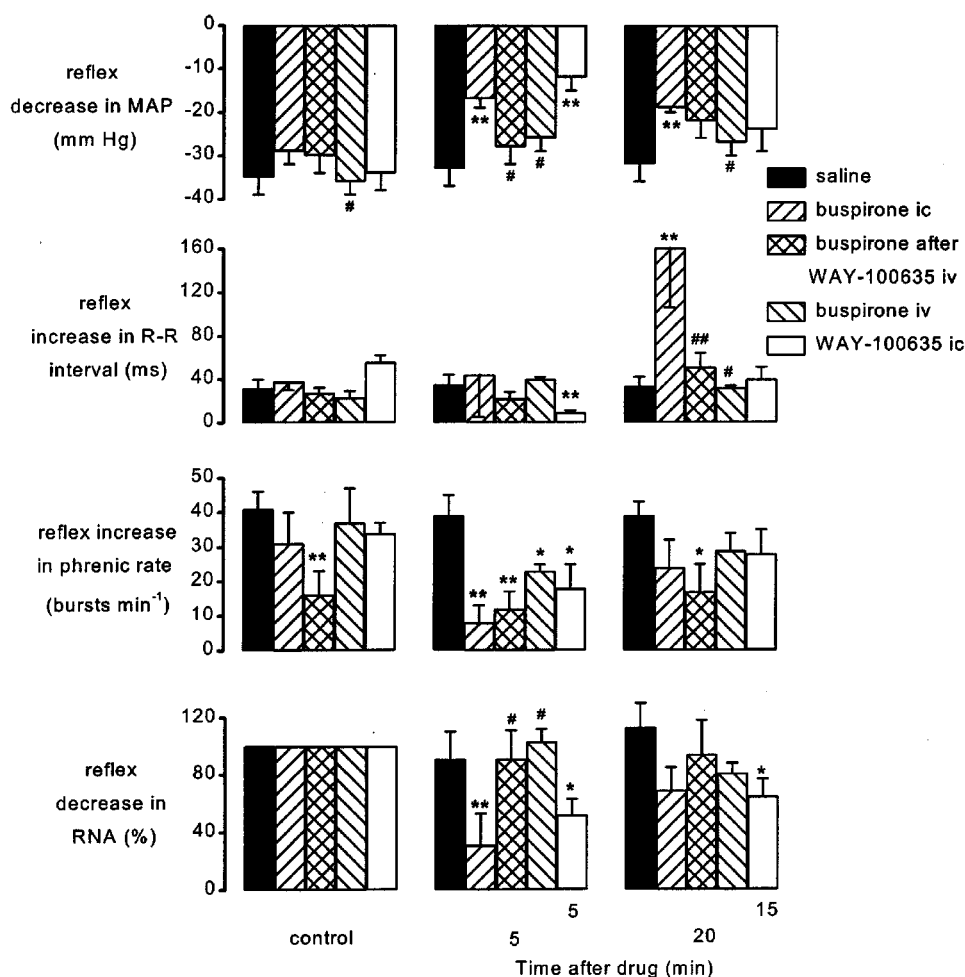 0
-10
-20
-30
-40
reflex
decrease in MAP
(mm Hg)
#
**
#
#
**
**
#
saline
buspirone ic
buspirone after
WAY-100635 iv
buspirone iv
WAY-100635 ic
160
120
80
40
0
reflex
increase in R-R
interval (ms)
**
**
##
#
50
40
30
20
10
0
reflex increase
in phrenic rate
(bursts min⁻¹)
**
**
**
*
*
*
120
80
40
0
reflex
decrease in
RNA (%)
**
#
#
*
*
5
15
control
5
20
Time after drug (min)